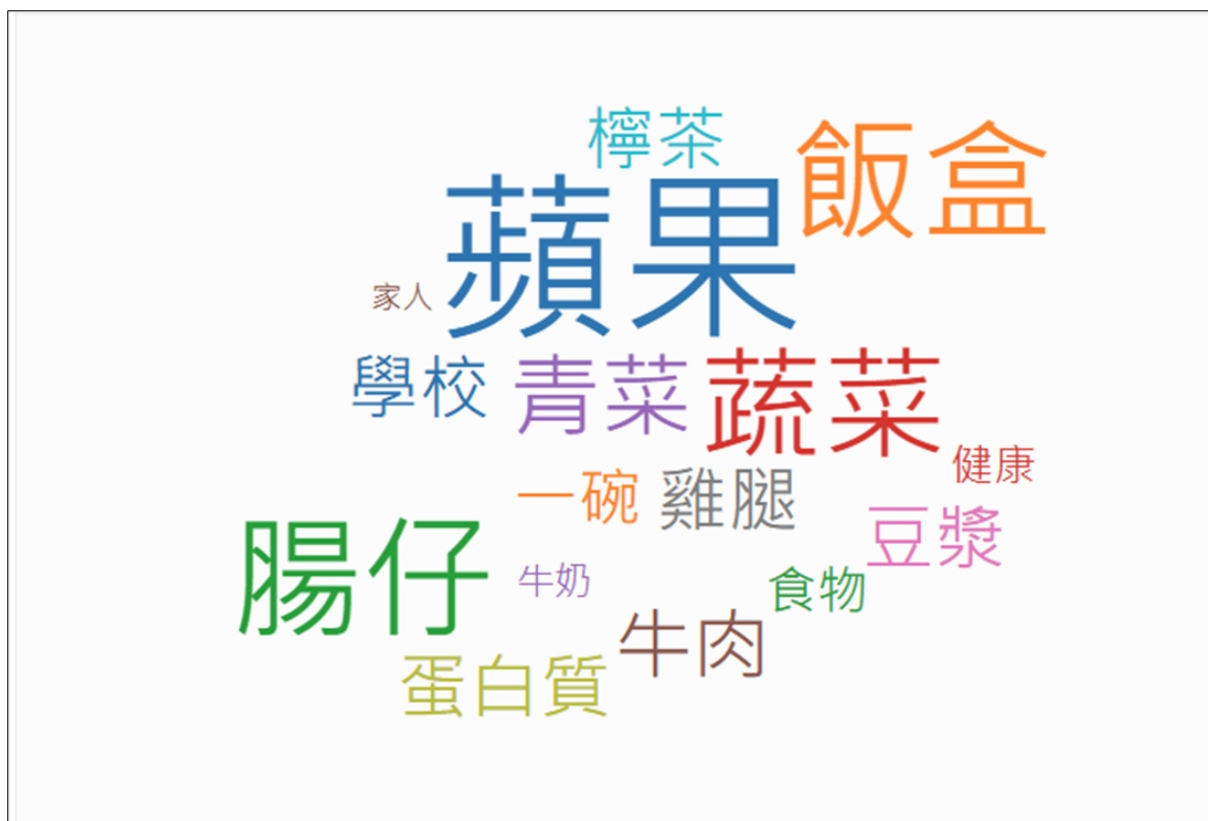 檸茶
飯盒
蘋果
家人
學校
青菜
蔬菜
健康
一碗
雞腿
豆漿
腸仔
牛奶
食物
牛肉
蛋白質